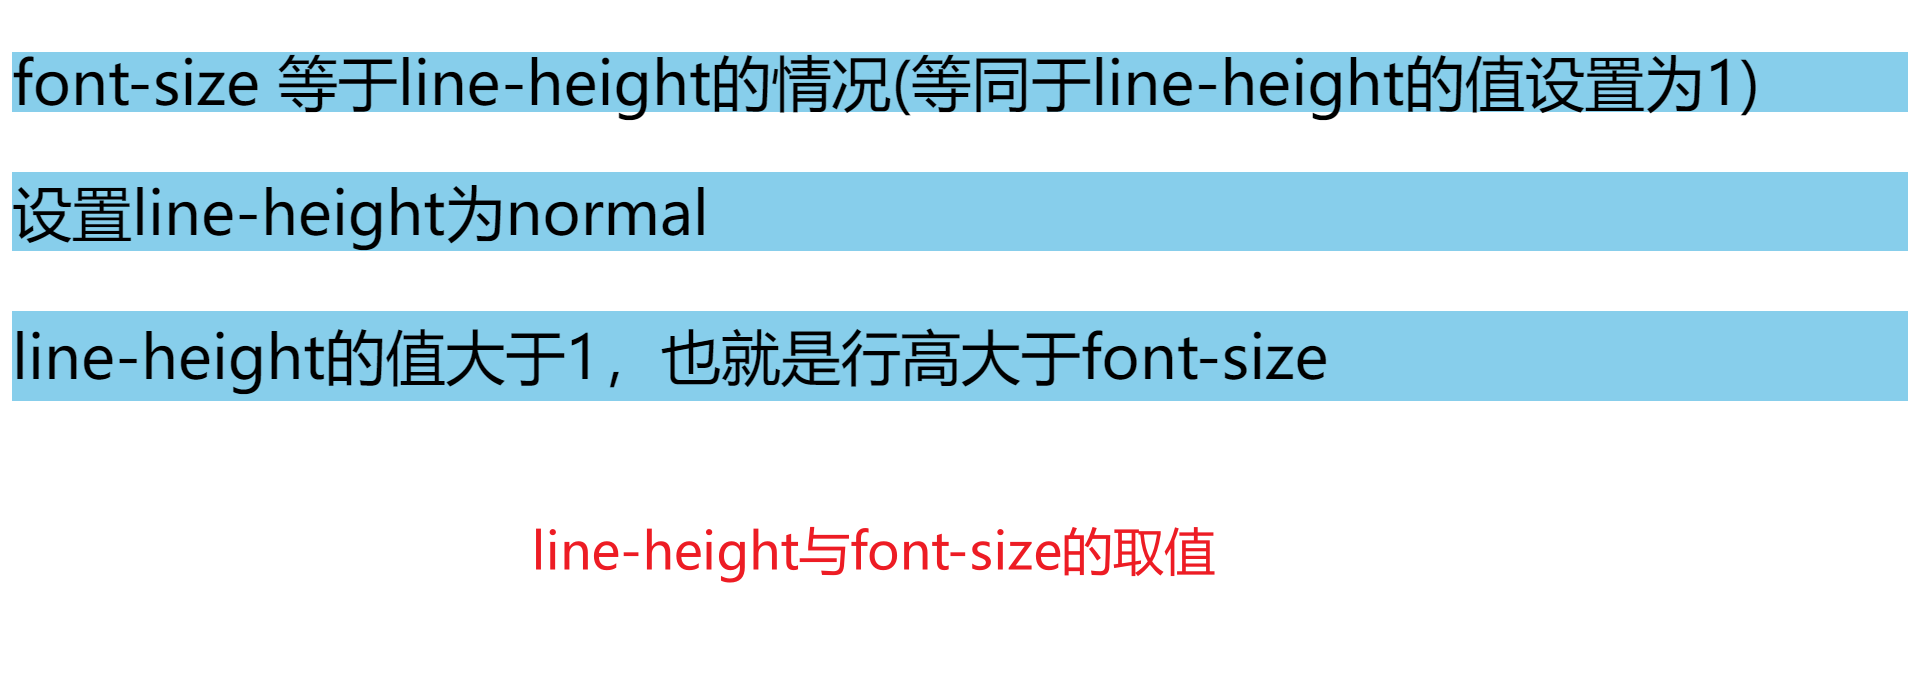 font-size 等于line-height的情况(等同于line-height的值设置为1)
设置line-height为normal
line-height的值大于1，也就是行高大于font-size
line-height与font-size的取值